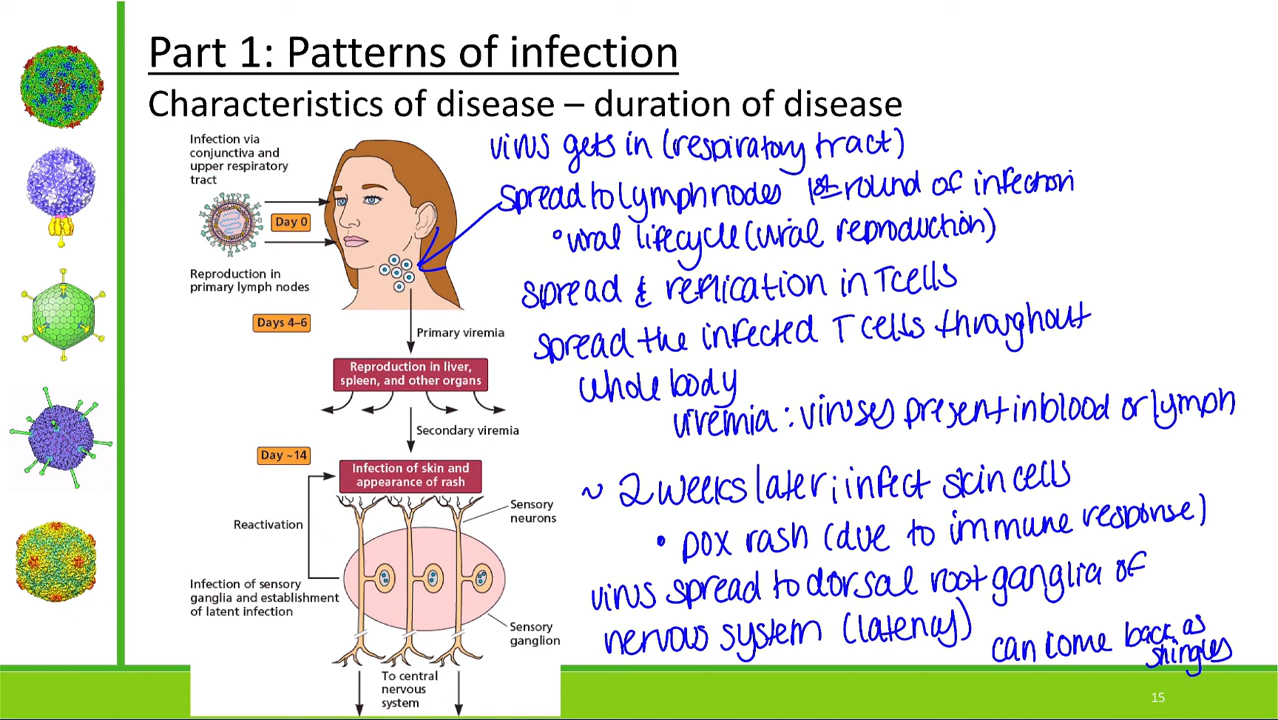 Part 1: Patterns of infection
Characteristics of disease – duration of disease
Infection via
conjunctiva and
upper respiratory
tract
Day 0
Reproduction in
primary lymph nodes
Days 4–6
Primary viremia
Reproduction in liver,
spleen, and other organs
Secondary viremia
Day ~14
Infection of skin and
appearance of rash
Sensory
neurons
Reactivation
Infection of sensory
ganglia and establishment
of latent infection
Sensory
ganglion
To central
nervous
system
virus gets in (respiratory tract)
spread to lymph nodes 1st round of infection
• viral lifecycle (viral reproduction)
spread & replication in T cells
spread the infected T cells throughout
whole body
viremia: viruses present in blood or lymph
~ 2 weeks later; infect skin cells
• pox rash (due to immune response)
virus spread to dorsal root ganglia of
nervous system (latency)
can come back as
shingles
15